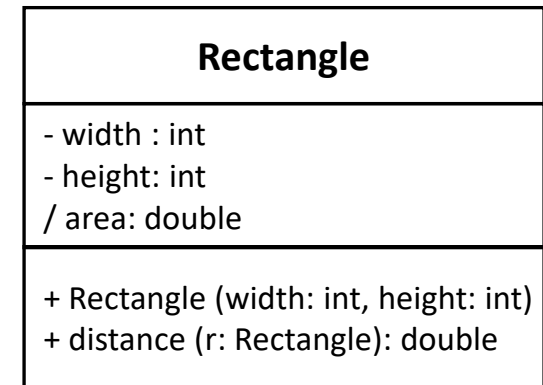 Rectangle
- width : int
- height: int
/ area: double
+ Rectangle (width: int, height: int)
+ distance (r: Rectangle): double